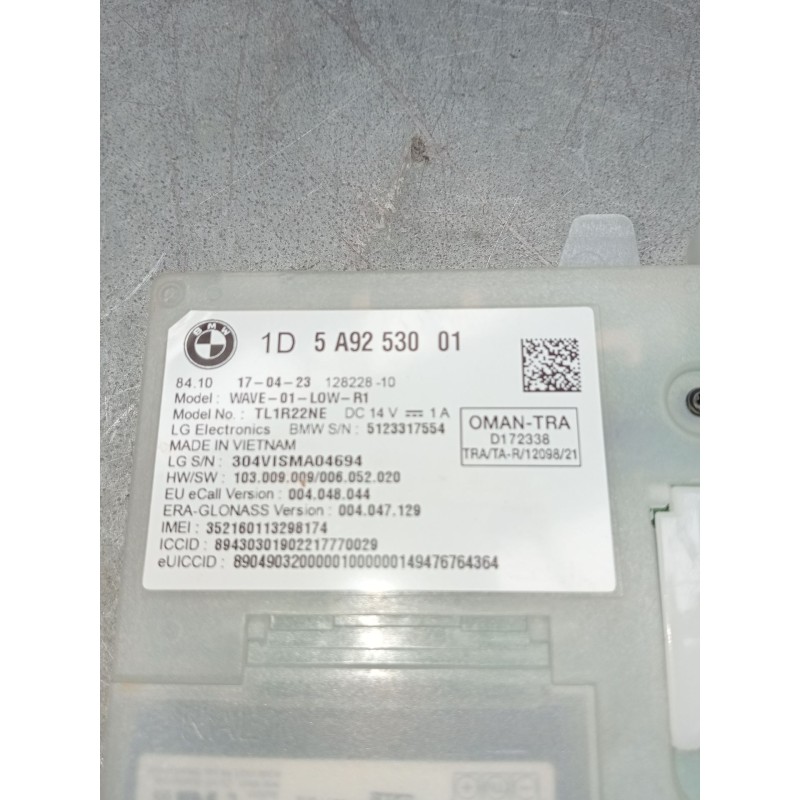 BMW 1D 5 A92 530 01
84.10 17-04-23 128228-10
Model: WAVE-01-LOW-R1
Model No.: TL1R22NE DC 14 V ⎓ 1 A
LG Electronics BMW S/N: 5123317554
MADE IN VIETNAM
LG S/N: 304VISMA04694
HW/SW: 103.009.009/006.052.020
EU eCall Version: 004.048.044
ERA-GLONASS Version: 004.047.129
IMEI: 352160113298174
ICCID: 89430301902217770029
eUICCID: 89049032000001000000149476764364
OMAN-TRA
D172338
TRA/TA-R/12098/21